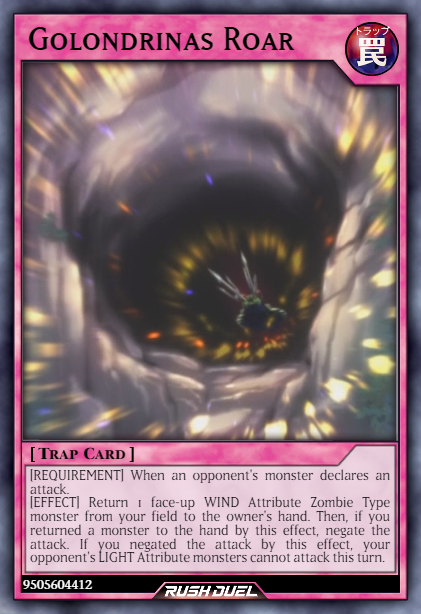 Golondrinas Roar
トラップ
罠
[ Trap Card ]
[REQUIREMENT] When an opponent's monster declares an
attack.
[EFFECT] Return 1 face-up WIND Attribute Zombie Type
monster from your field to the owner's hand. Then, if you
returned a monster to the hand by this effect, negate the
attack. If you negated the attack by this effect, your
opponent's LIGHT Attribute monsters cannot attack this turn.
9505604412
RUSH DUEL